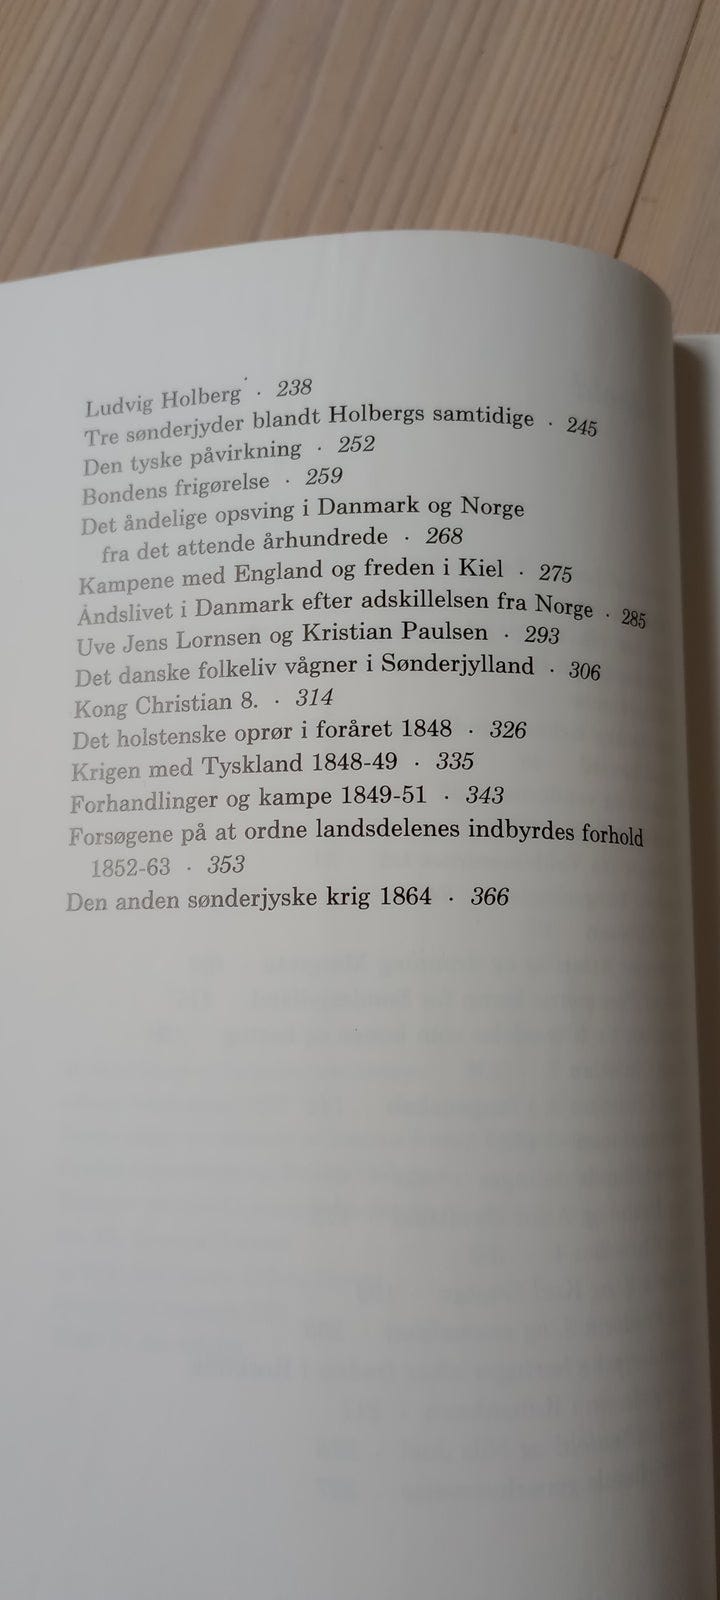 Ludvig Holberg · 238
Tre sønderjyder blandt Holbergs samtidige · 245
Den tyske påvirkning · 252
Bondens frigørelse · 259
Det åndelige opsving i Danmark og Norge
fra det attende århundrede · 268
Kampene med England og freden i Kiel · 275
Åndslivet i Danmark efter adskillelsen fra Norge · 285
Uve Jens Lornsen og Kristian Paulsen · 293
Det danske folkeliv vågner i Sønderjylland · 306
Kong Christian 8. · 314
Det holstenske oprør i foråret 1848 · 326
Krigen med Tyskland 1848-49 · 335
Forhandlinger og kampe 1849-51 · 343
Forsøgene på at ordne landsdelenes indbyrdes forhold
1852-63 · 353
Den anden sønderjyske krig 1864 · 366